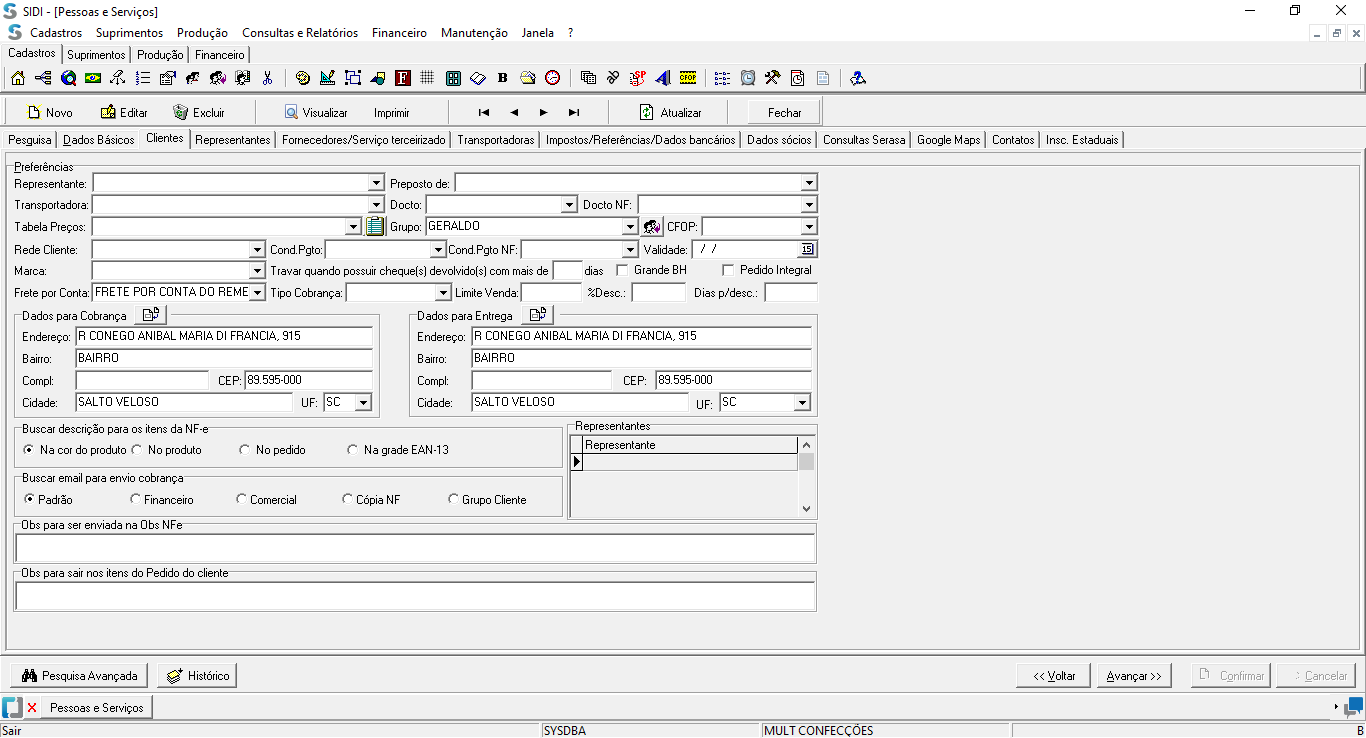 SIDI - [Pessoas e Serviços]
Cadastros Suprimentos Produção Consultas e Relatórios Financeiro Manutenção Janela ?
Cadastros Suprimentos Produção Financeiro
F B SP CFOP
Novo Editar Excluir Visualizar Imprimir Atualizar Fechar
Pesquisa Dados Básicos Clientes Representantes Fornecedores/Serviço terceirizado Transportadoras Impostos/Referências/Dados bancários Dados sócios Consultas Serasa Google Maps Contatos Insc. Estaduais
Preferências
Representante: Preposto de:
Transportadora: Docto: Docto NF:
Tabela Preços: Grupo: GERALDO CFOP:
Rede Cliente: Cond.Pgto: Cond.Pgto NF: Validade: / / 15
Marca: Travar quando possuir cheque(s) devolvido(s) com mais de dias Grande BH Pedido Integral
Frete por Conta: FRETE POR CONTA DO REME Tipo Cobrança: Limite Venda: %Desc.: Dias p/desc.:
Dados para Cobrança Dados para Entrega
Endereço: R CONEGO ANIBAL MARIA DI FRANCIA, 915 Endereço: R CONEGO ANIBAL MARIA DI FRANCIA, 915
Bairro: BAIRRO Bairro: BAIRRO
Compl: CEP: 89.595-000 Compl: CEP: 89.595-000
Cidade: SALTO VELOSO UF: SC Cidade: SALTO VELOSO UF: SC
Buscar descrição para os itens da NF-e Representantes
Na cor do produto No produto No pedido Na grade EAN-13 Representante
Buscar email para envio cobrança
Padrão Financeiro Comercial Cópia NF Grupo Cliente
Obs para ser enviada na Obs NFe
Obs para sair nos itens do Pedido do cliente
Pesquisa Avançada Histórico << Voltar Avançar >> Confirmar Cancelar
Pessoas e Serviços
Sair SYSDBA MULT CONFECÇÕES B